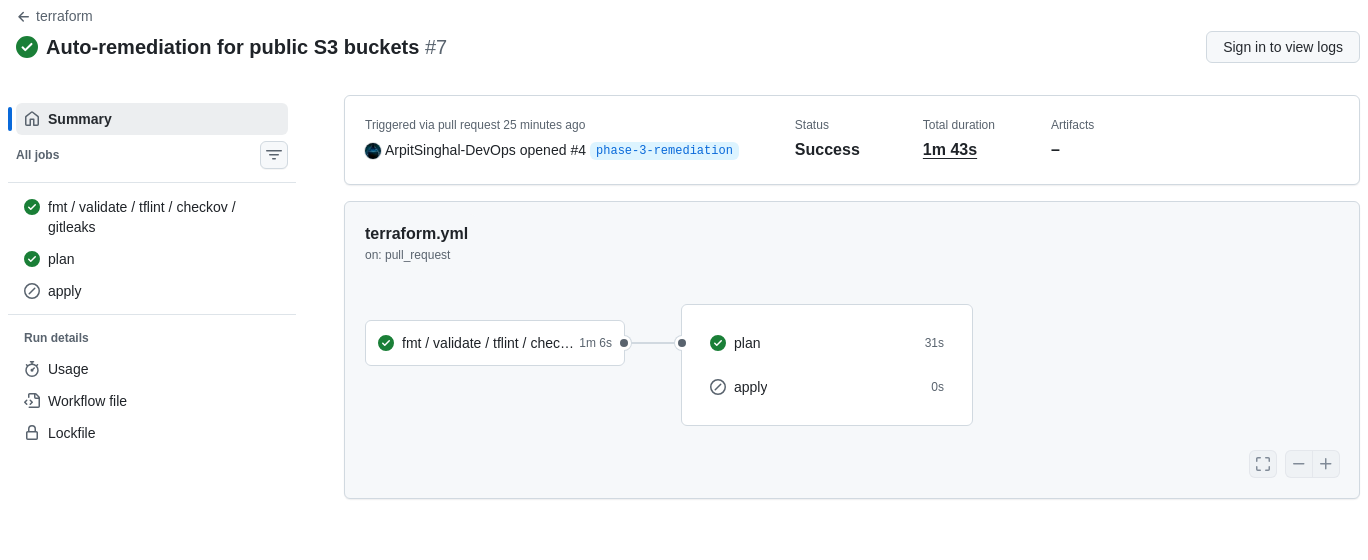 terraform
Auto-remediation for public S3 buckets #7
Sign in to view logs
Summary
All jobs
fmt / validate / tflint / checkov /
gitleaks
plan
apply
Run details
Usage
Workflow file
Lockfile
Triggered via pull request 25 minutes ago
ArpitSinghal-DevOps opened #4 phase-3-remediation
Status
Success
Total duration
1m 43s
Artifacts
–
terraform.yml
on: pull_request
fmt / validate / tflint / chec… 1m 6s
plan 31s
apply 0s